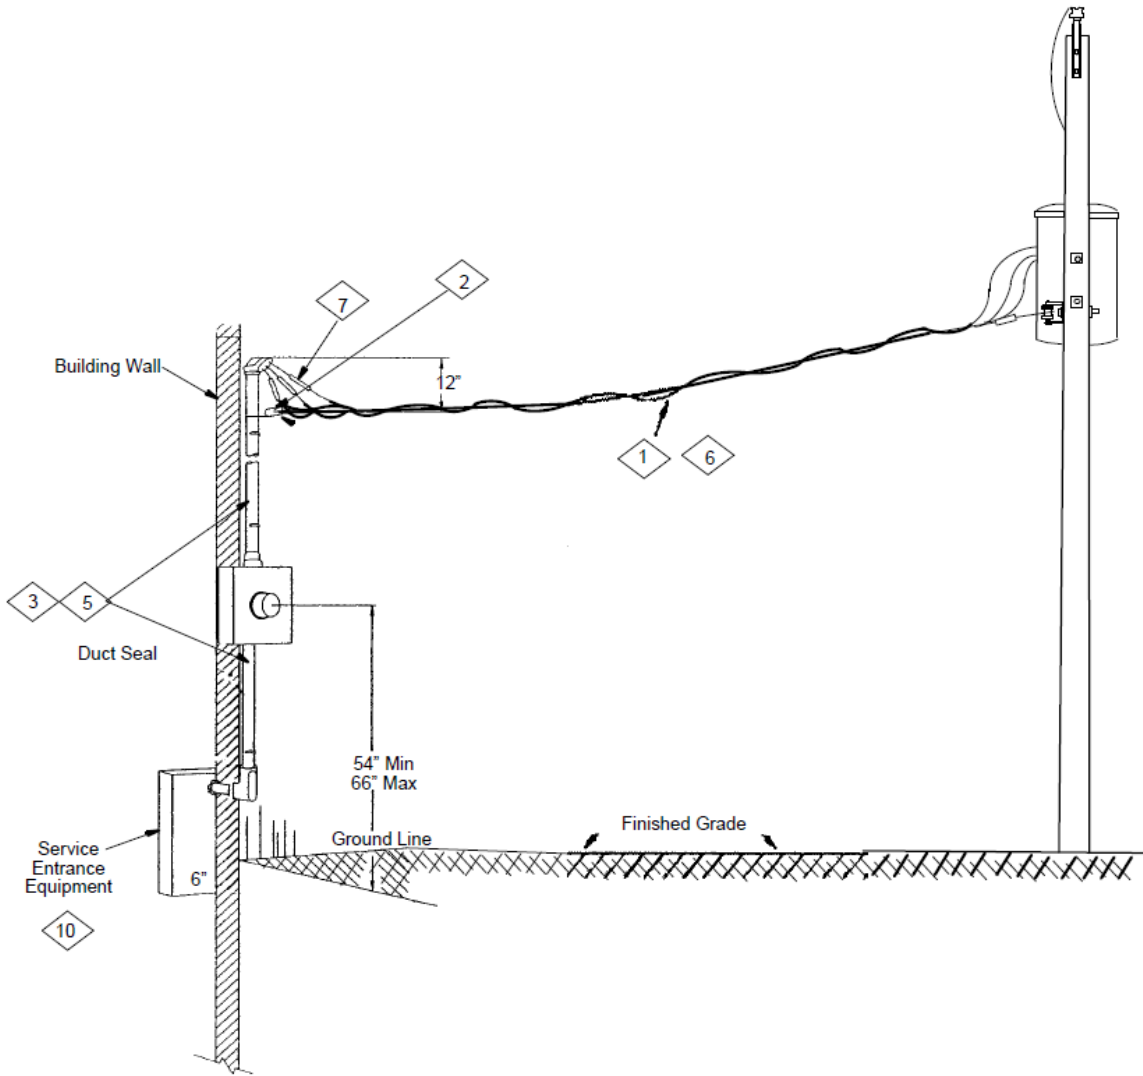 2
7
Building Wall
12”
1
6
3
5
Duct Seal
54” Min
66” Max
Finished Grade
Ground Line
Service
Entrance
Equipment
6”
10